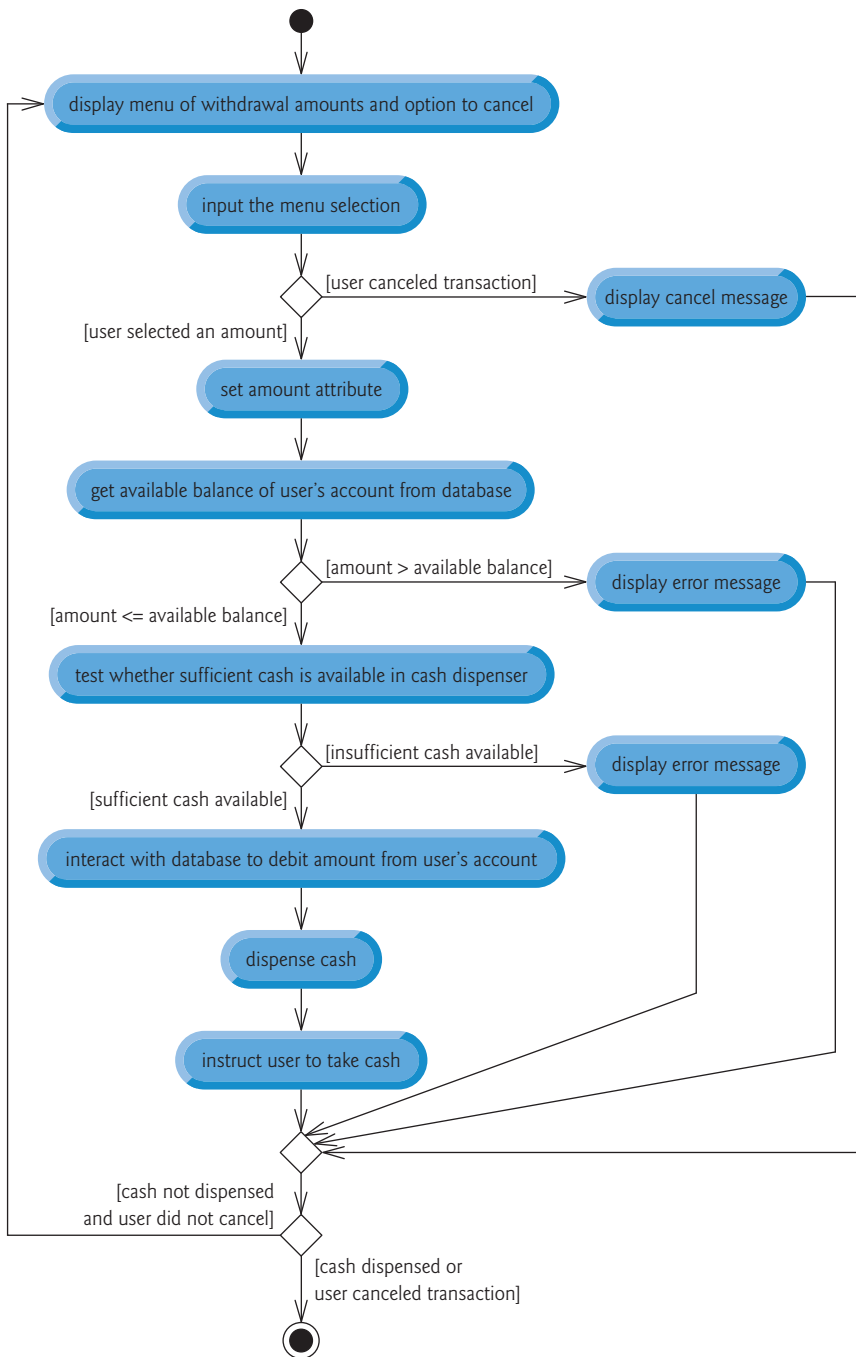 display menu of withdrawal amounts and option to cancel
input the menu selection
[user canceled transaction]
display cancel message
[user selected an amount]
set amount attribute
get available balance of user's account from database
[amount > available balance]
display error message
[amount <= available balance]
test whether sufficient cash is available in cash dispenser
[insufficient cash available]
display error message
[sufficient cash available]
interact with database to debit amount from user's account
dispense cash
instruct user to take cash
[cash not dispensed
and user did not cancel]
[cash dispensed or
user canceled transaction]